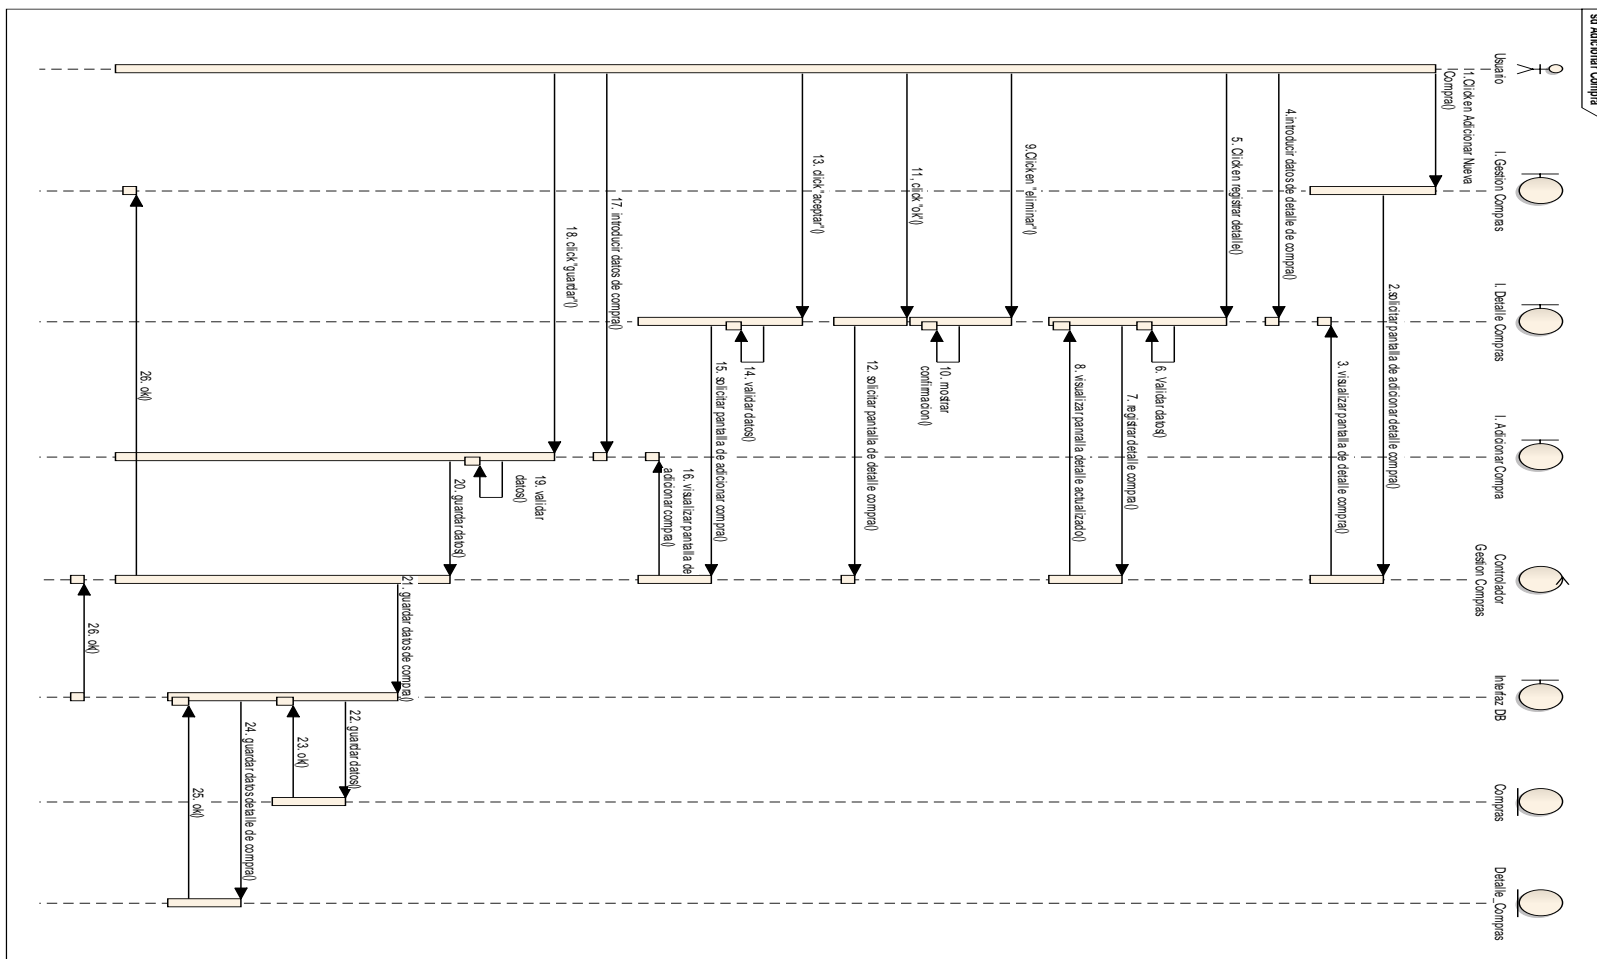 sd Adicionar Compra
Usuario
I. Gestion Compras
I. Detalle Compras
I. Adicionar Compra
Controlador
Gestion Compras
Interfaz DB
Compras
Detalle_Compras
1.Click en Adicionar Nueva
Compra()
2.solicitar pantalla de adicionar detalle compra()
3. visualizar pantalla de detalle compra()
4.introducir datos de detalle de compra()
5. Click en registrar detalle()
6. Validar datos()
7. registrar detalle compra()
8. visualizar panralla detalle actualizado()
9.Click en "eliminar"()
10. mostrar
confirmacion()
11, click "oK"()
12. solicitar pantalla de detalle compra()
13. click "aceptar"()
14. validar datos()
15. solicitar pantalla de adicionar compra()
16. visualizar pantalla de
adicionar compra()
17. introducir datos de compra()
18. click "guardar"()
19. validar
datos()
20. guardar datos()
21. guardar datos de compra()
22. guardar datos()
23. ok()
24. guardar datos detalle de compra()
25. ok()
26. ok()
26. ok()